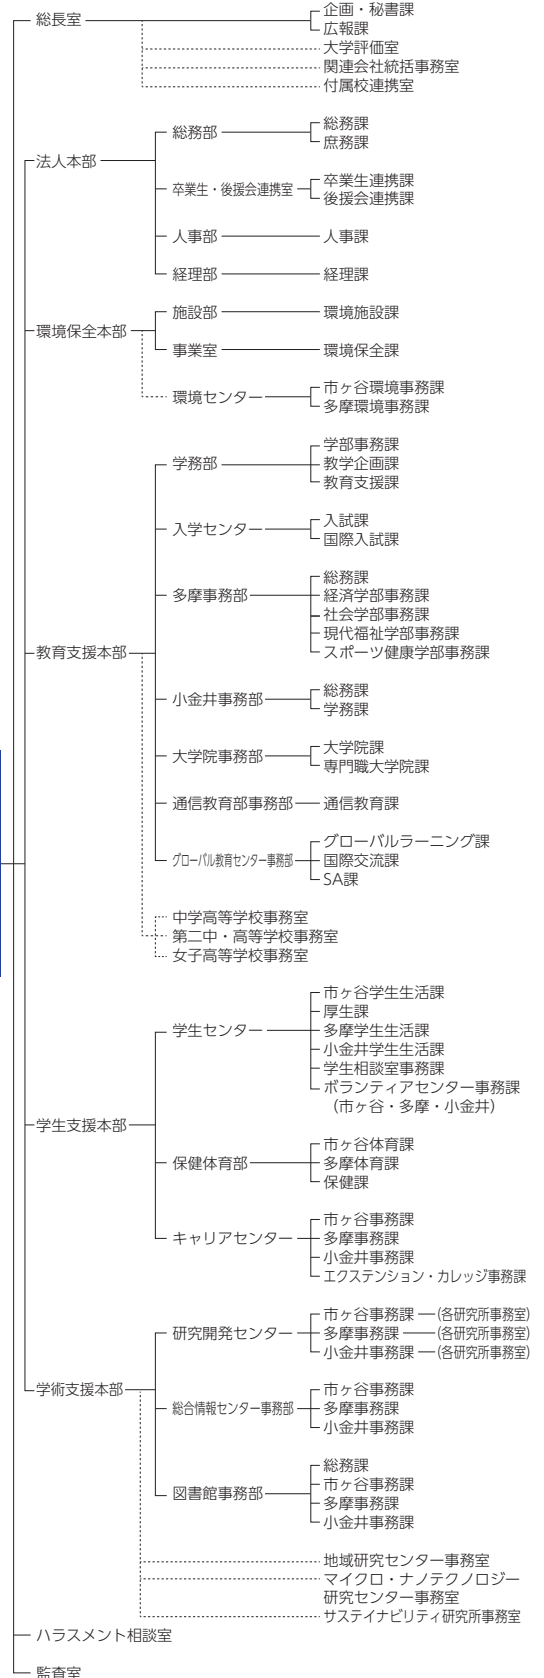 総長室
企画・秘書課
広報課
大学評価室
関連会社統括事務室
付属校連携室
法人本部
総務部
総務課
庶務課
卒業生・後援会連携室
卒業生連携課
後援会連携課
人事部
人事課
経理部
経理課
環境保全本部
施設部
環境施設課
事業室
環境保全課
環境センター
市ヶ谷環境事務課
多摩環境事務課
教育支援本部
学務部
学部事務課
教学企画課
教育支援課
入学センター
入試課
国際入試課
多摩事務部
総務課
経済学部事務課
社会学部事務課
現代福祉学部事務課
スポーツ健康学部事務課
小金井事務部
総務課
学務課
大学院事務部
大学院課
専門職大学院課
通信教育部事務部
通信教育課
グローバル教育センター事務部
グローバルラーニング課
国際交流課
SA課
中学高等学校事務室
第二中・高等学校事務室
女子高等学校事務室
学生支援本部
学生センター
市ヶ谷学生生活課
厚生課
多摩学生生活課
小金井学生生活課
学生相談室事務課
ボランティアセンター事務課
（市ヶ谷・多摩・小金井）
保健体育部
市ヶ谷体育課
多摩体育課
保健課
キャリアセンター
市ヶ谷事務課
多摩事務課
小金井事務課
エクステンション・カレッジ事務課
学術支援本部
研究開発センター
市ヶ谷事務課 (各研究所事務室)
多摩事務課 (各研究所事務室)
小金井事務課 (各研究所事務室)
総合情報センター事務部
市ヶ谷事務課
多摩事務課
小金井事務課
図書館事務部
総務課
市ヶ谷事務課
多摩事務課
小金井事務課
地域研究センター事務室
マイクロ・ナノテクノロジー
研究センター事務室
サステイナビリティ研究所事務室
ハラスメント相談室
監査室